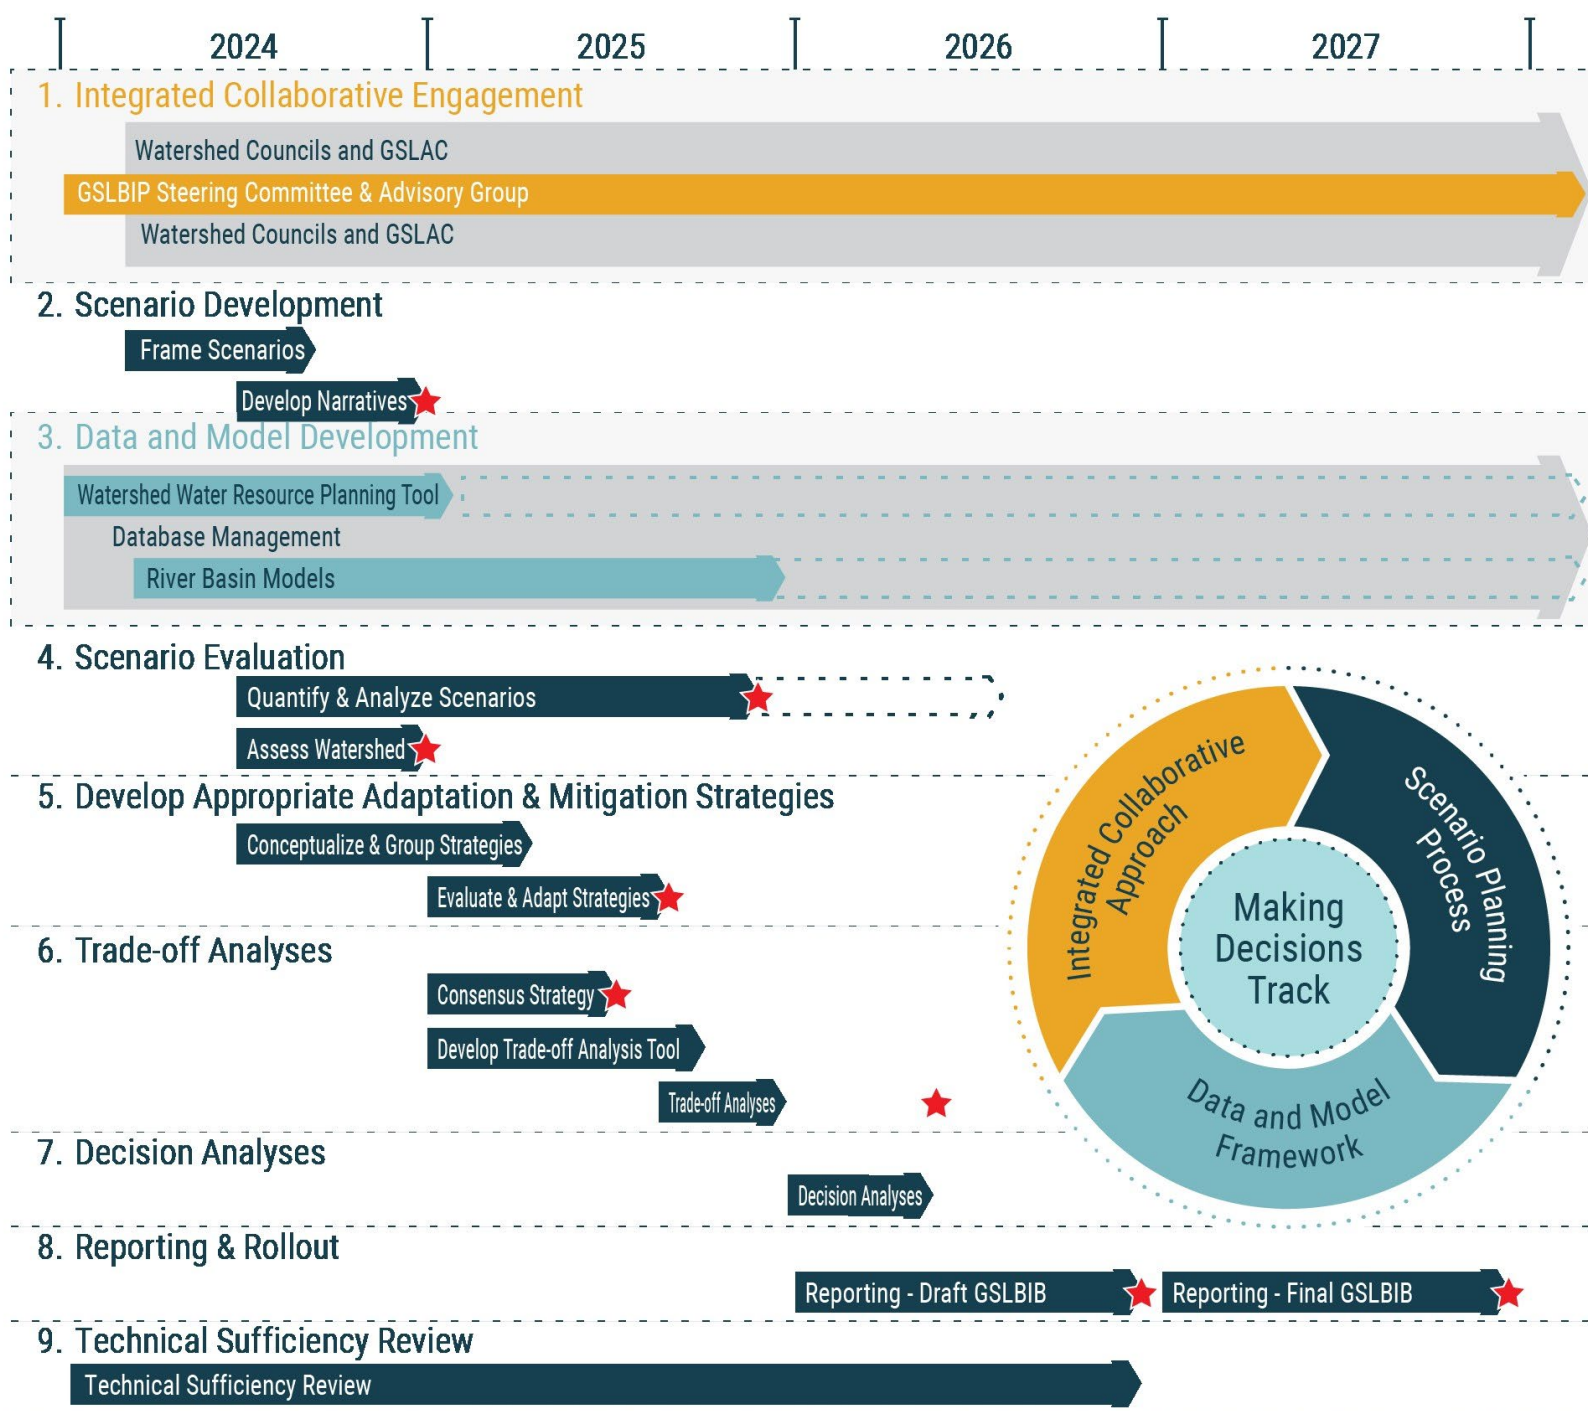 2024 2025 2026 2027
1. Integrated Collaborative Engagement
Watershed Councils and GSLAC
GSLBIP Steering Committee & Advisory Group
Watershed Councils and GSLAC
2. Scenario Development
Frame Scenarios
Develop Narratives
3. Data and Model Development
Watershed Water Resource Planning Tool
Database Management
River Basin Models
4. Scenario Evaluation
Quantify & Analyze Scenarios
Assess Watershed
5. Develop Appropriate Adaptation & Mitigation Strategies
Conceptualize & Group Strategies
Evaluate & Adapt Strategies
6. Trade-off Analyses
Consensus Strategy
Develop Trade-off Analysis Tool
Trade-off Analyses
7. Decision Analyses
Decision Analyses
8. Reporting & Rollout
Reporting - Draft GSLBIB
Reporting - Final GSLBIB
9. Technical Sufficiency Review
Technical Sufficiency Review
Integrated Collaborative
Approach
Scenario Planning
Process
Making
Decisions
Track
Data and Model
Framework